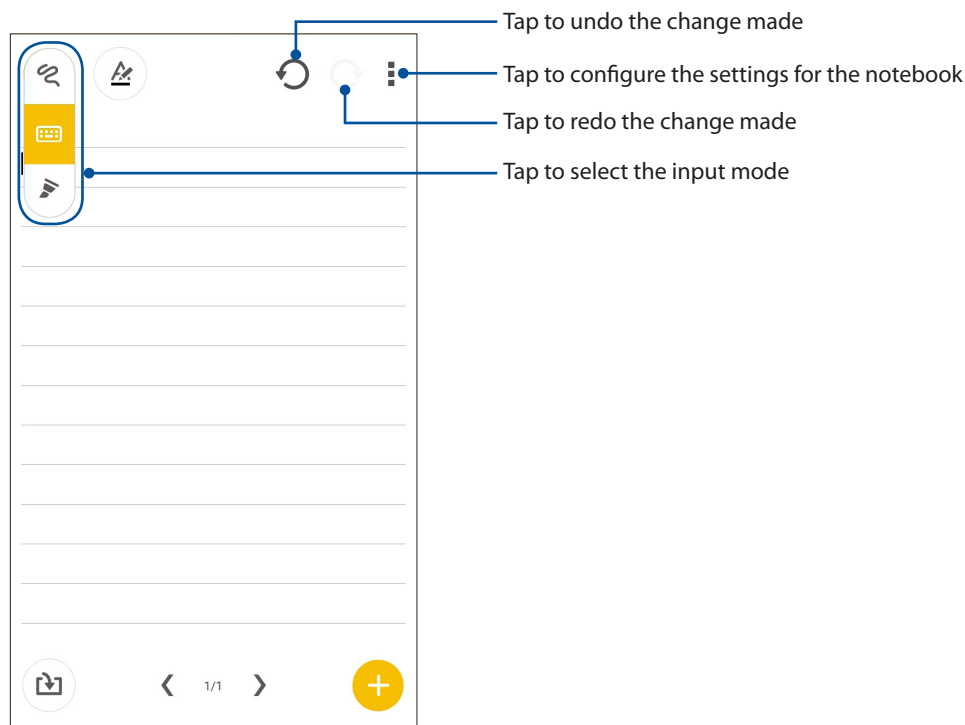 Tap to undo the change made
Tap to configure the settings for the notebook
Tap to redo the change made
Tap to select the input mode
1/1